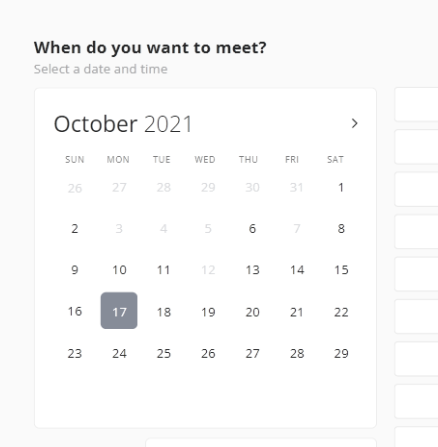 When do you want to meet?
Select a date and time
October 2021
SUN MON TUE WED THU FRI SAT
26 27 28 29 30 31 1
2 3 4 5 6 7 8
9 10 11 12 13 14 15
16 17 18 19 20 21 22
23 24 25 26 27 28 29